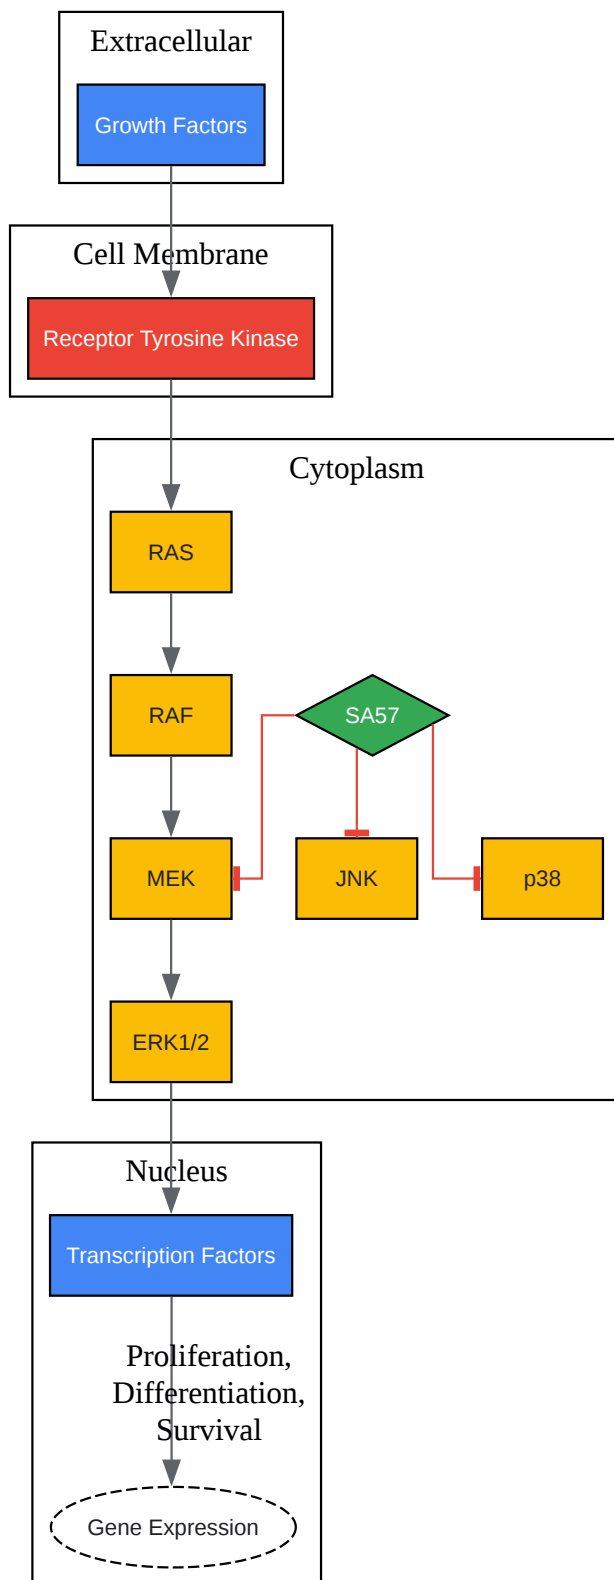 Extracellular
Growth Factors
Cell Membrane
Receptor Tyrosine Kinase
Cytoplasm
RAS
RAF
SA57
MEK
JNK
p38
ERK1/2
Nucleus
Transcription Factors
Proliferation,
Differentiation,
Survival
Gene Expression